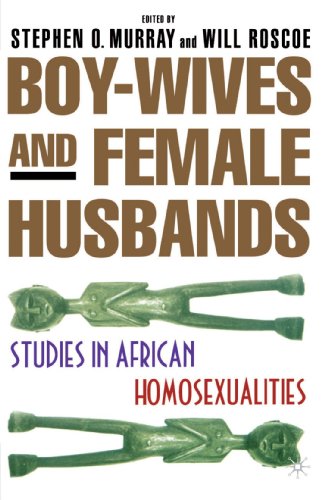 EDITED BY
STEPHEN O. MURRAY and WILL ROSCOE
BOY-WIVES
AND FEMALE
HUSBANDS
STUDIES IN AFRICAN
HOMOSEXUALITIES